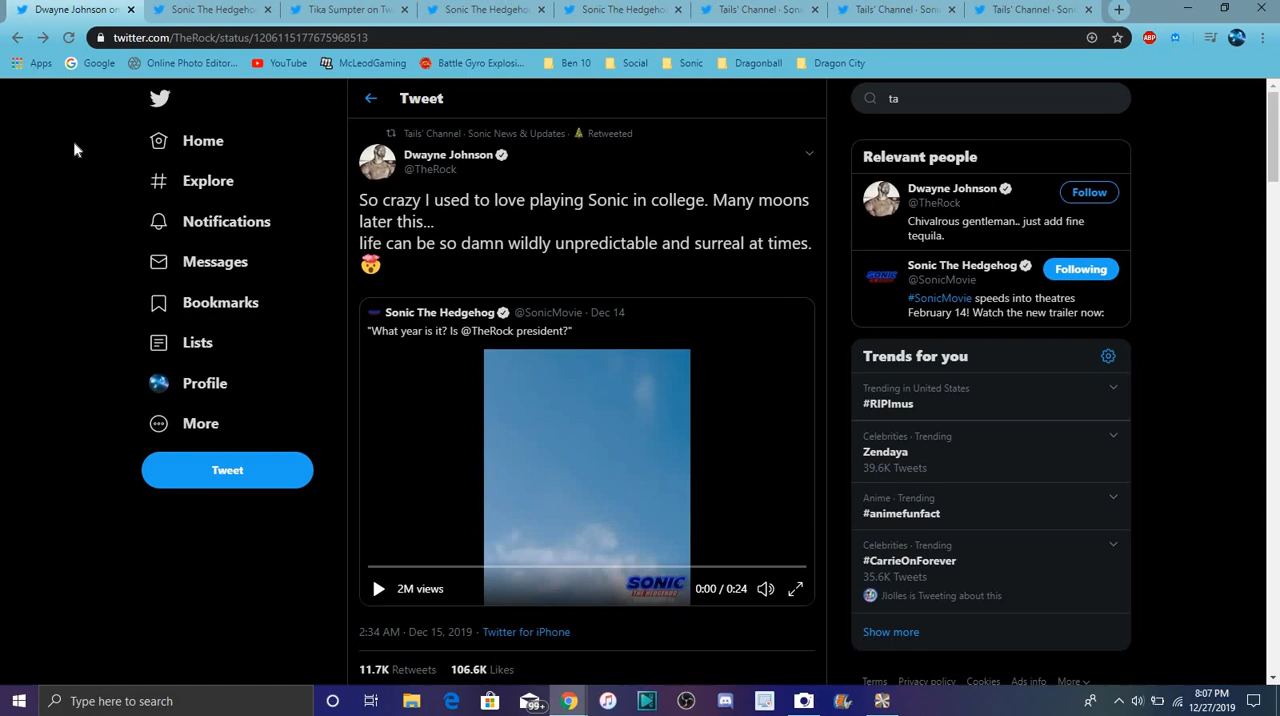 Dwayne Johnson o
Sonic The Hedgeho
Tika Sumpter on Tw
Sonic The Hedgeho
Sonic The Hedgeho
Tails' Channel · Son
Tails' Channel · Son
Tails' Channel · Son
twitter.com/TheRock/status/1206115177675968513
ABP
Apps
Google
Online Photo Editor...
YouTube
McLeodGaming
Battle Gyro Explosi...
Ben 10
Social
Sonic
Dragonball
Dragon City
Home
Explore
Notifications
Messages
Bookmarks
Lists
Profile
More
Tweet
Tweet
Tails' Channel · Sonic News & Updates · 🎄 Retweeted
Dwayne Johnson
@TheRock
So crazy I used to love playing Sonic in college. Many moons
later this...
life can be so damn wildly unpredictable and surreal at times.
🤯
Sonic The Hedgehog @SonicMovie · Dec 14
"What year is it? Is @TheRock president?"
SONIC
THE HEDGEHOG
2M views
0:00 / 0:24
2:34 AM · Dec 15, 2019 · Twitter for iPhone
11.7K Retweets 106.6K Likes
ta
Relevant people
Dwayne Johnson
@TheRock
Follow
Chivalrous gentleman.. just add fine
tequila.
Sonic The Hedgehog
@SonicMovie
Following
#SonicMovie speeds into theatres
February 14! Watch the new trailer now:
Trends for you
Trending in United States
#RIPImus
Celebrities · Trending
Zendaya
39.6K Tweets
Anime · Trending
#animefunfact
Celebrities · Trending
#CarrieOnForever
35.6K Tweets
Jlolles is Tweeting about this
Show more
Terms Privacy policy Cookies Ads info More
Type here to search
99+
8:07 PM
12/27/2019